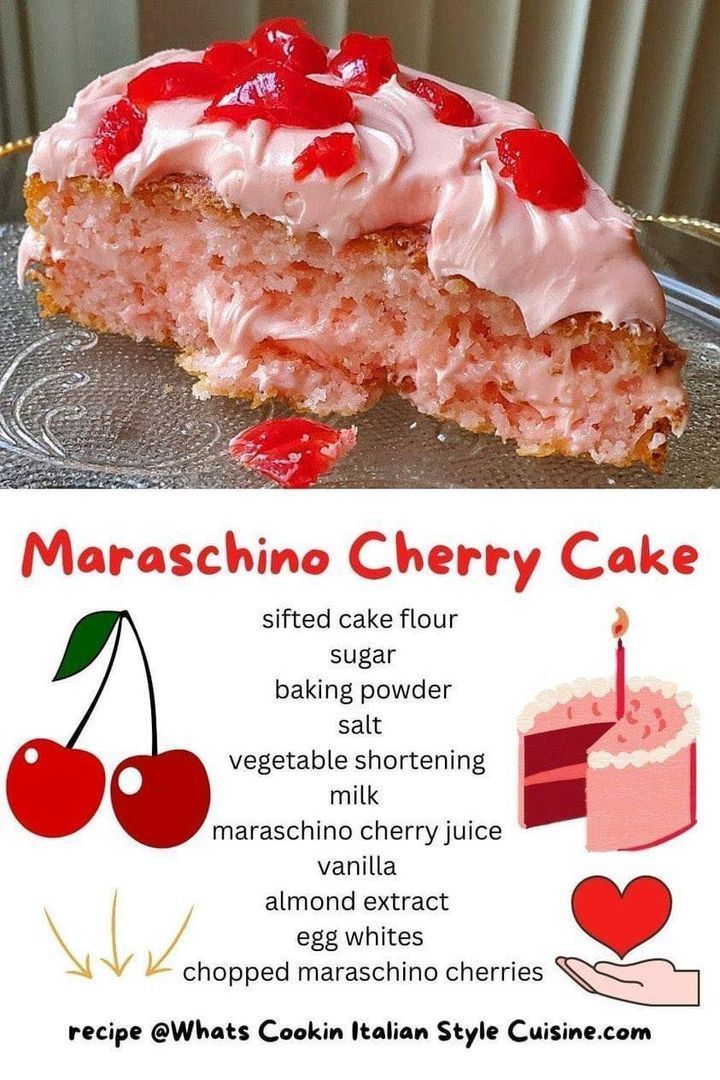 Maraschino Cherry Cake
sifted cake flour
sugar
baking powder
salt
vegetable shortening
milk
maraschino cherry juice
vanilla
almond extract
egg whites
chopped maraschino cherries
recipe @Whats Cookin Italian Style Cuisine.com